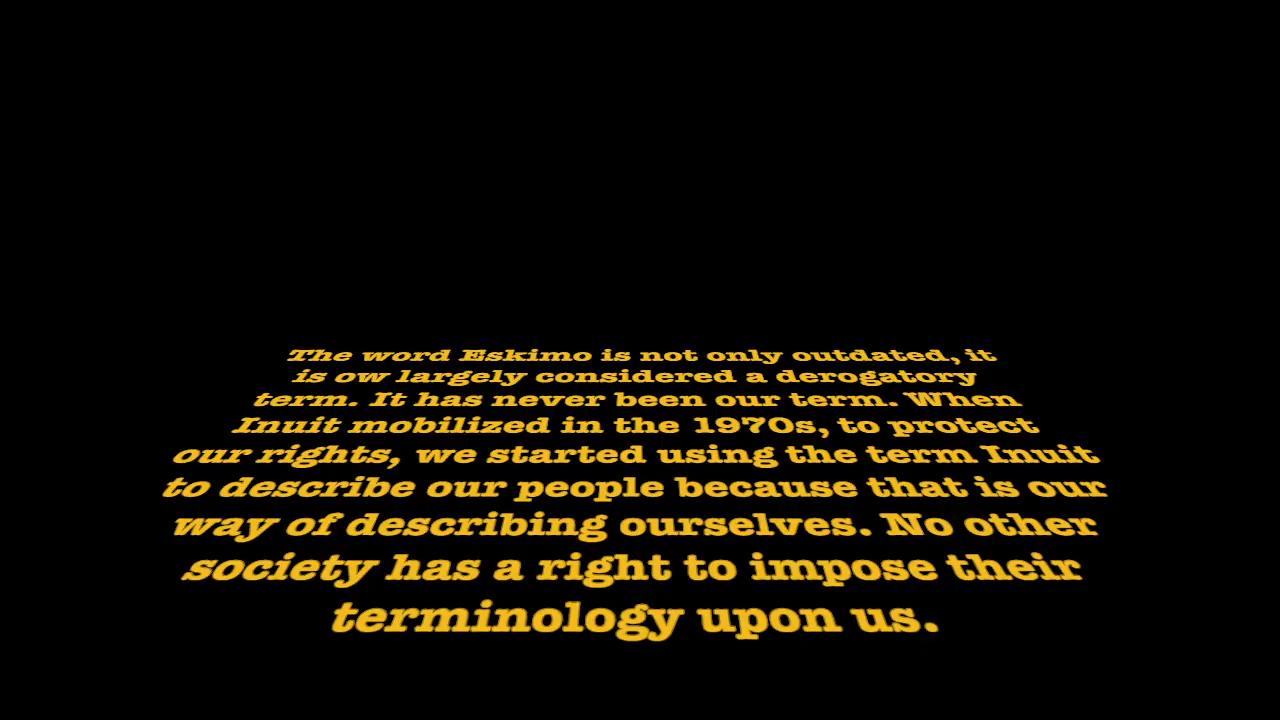 The word Eskimo is not only outdated, it
is ow largely considered a derogatory
term. It has never been our term. When
Inuit mobilized in the 1970s, to protect
our rights, we started using the term Inuit
to describe our people because that is our
way of describing ourselves. No other
society has a right to impose their
terminology upon us.